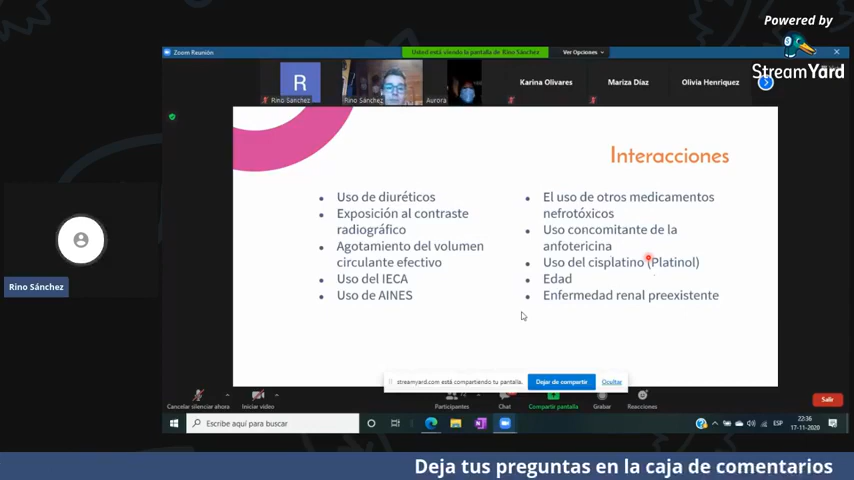 Powered by
StreamYard
Zoom Reunión
Usted está viendo la pantalla de Rino Sánchez
Ver Opciones
R
Rino Sánchez
Rino Sánchez
Aurora
Karina Olivares
Mariza Díaz
Olivia Henriquez
Interacciones
Uso de diuréticos
Exposición al contraste
radiográfico
Agotamiento del volumen
circulante efectivo
Uso del IECA
Uso de AINES
El uso de otros medicamentos
nefrotóxicos
Uso concomitante de la
anfotericina
Uso del cisplatino (Platinol)
Edad
Enfermedad renal preexistente
Rino Sánchez
streamyard.com está compartiendo tu pantalla.
Dejar de compartir
Ocultar
Cancelar silenciar ahora
Iniciar video
Participantes
Chat
Compartir pantalla
Grabar
Reacciones
Salir
Escribe aquí para buscar
ESP
22:36
17-11-2020
Deja tus preguntas en la caja de comentarios